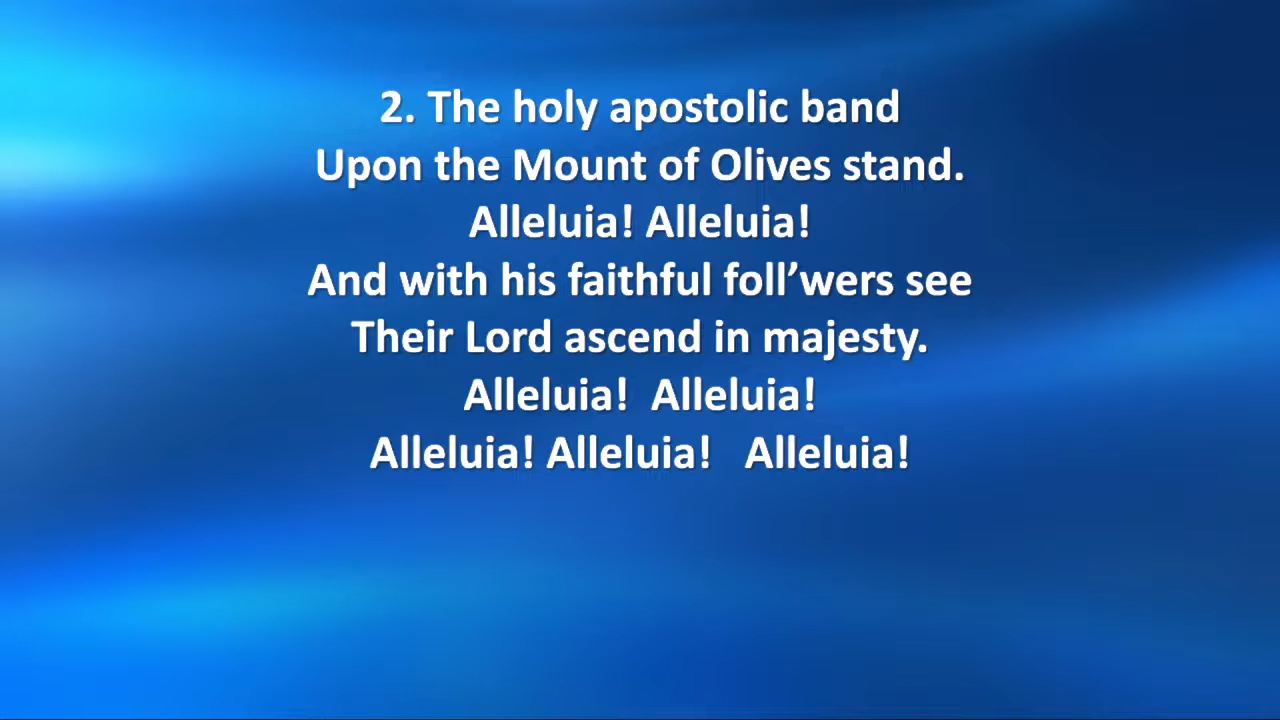 2. The holy apostolic band
Upon the Mount of Olives stand.
Alleluia! Alleluia!
And with his faithful foll’wers see
Their Lord ascend in majesty.
Alleluia!  Alleluia!
Alleluia! Alleluia!   Alleluia!